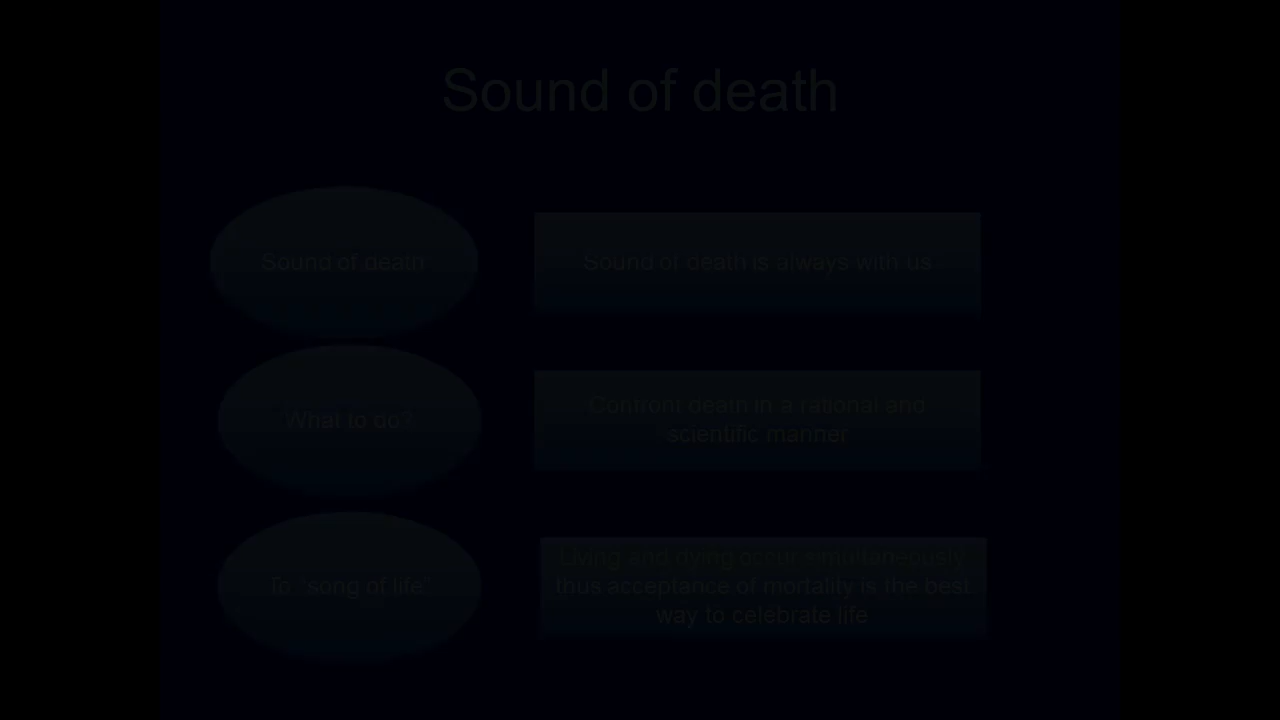 Sound of death
Sound of death
Sound of death is always with us
What to do?
Confront death in a rational and
scientific manner
To "song of life"
Living and dying occur simultaneously
thus acceptance of mortality is the best
way to celebrate life